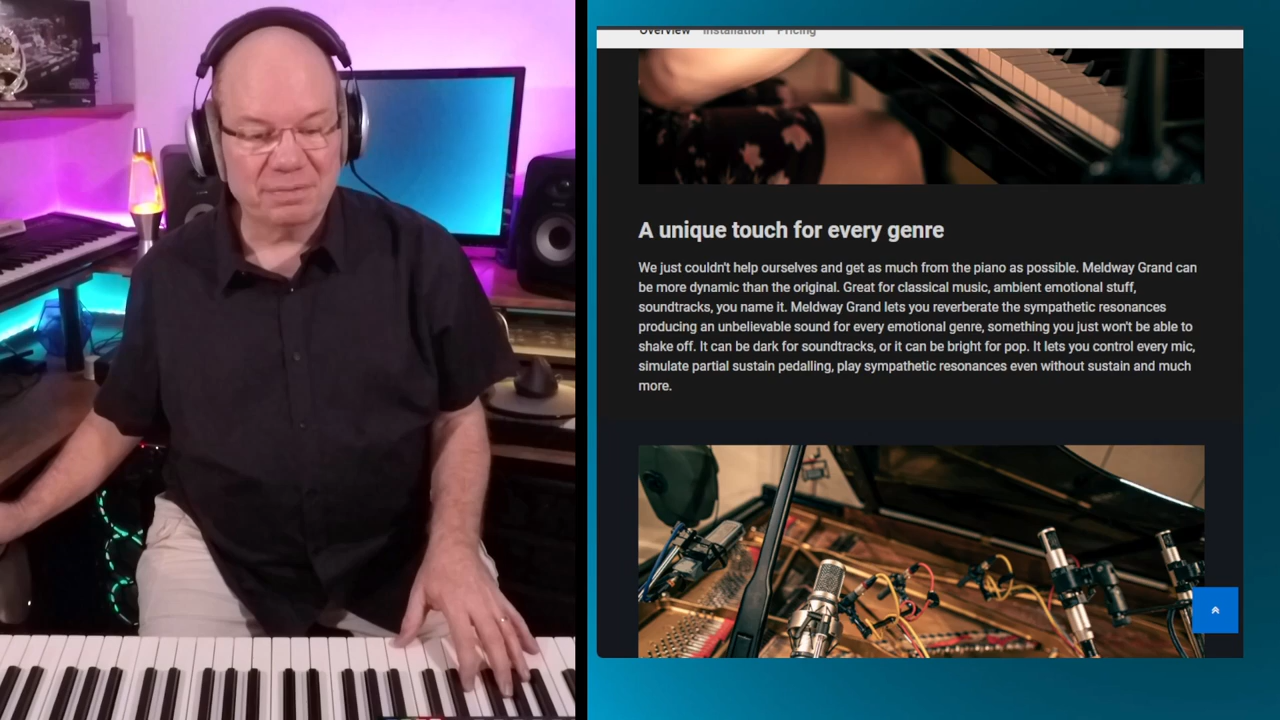 Overview Installation Pricing
A unique touch for every genre
We just couldn't help ourselves and get as much from the piano as possible. Meldway Grand can
be more dynamic than the original. Great for classical music, ambient emotional stuff,
soundtracks, you name it. Meldway Grand lets you reverberate the sympathetic resonances
producing an unbelievable sound for every emotional genre, something you just won't be able to
shake off. It can be dark for soundtracks, or it can be bright for pop. It lets you control every mic,
simulate partial sustain pedalling, play sympathetic resonances even without sustain and much
more.